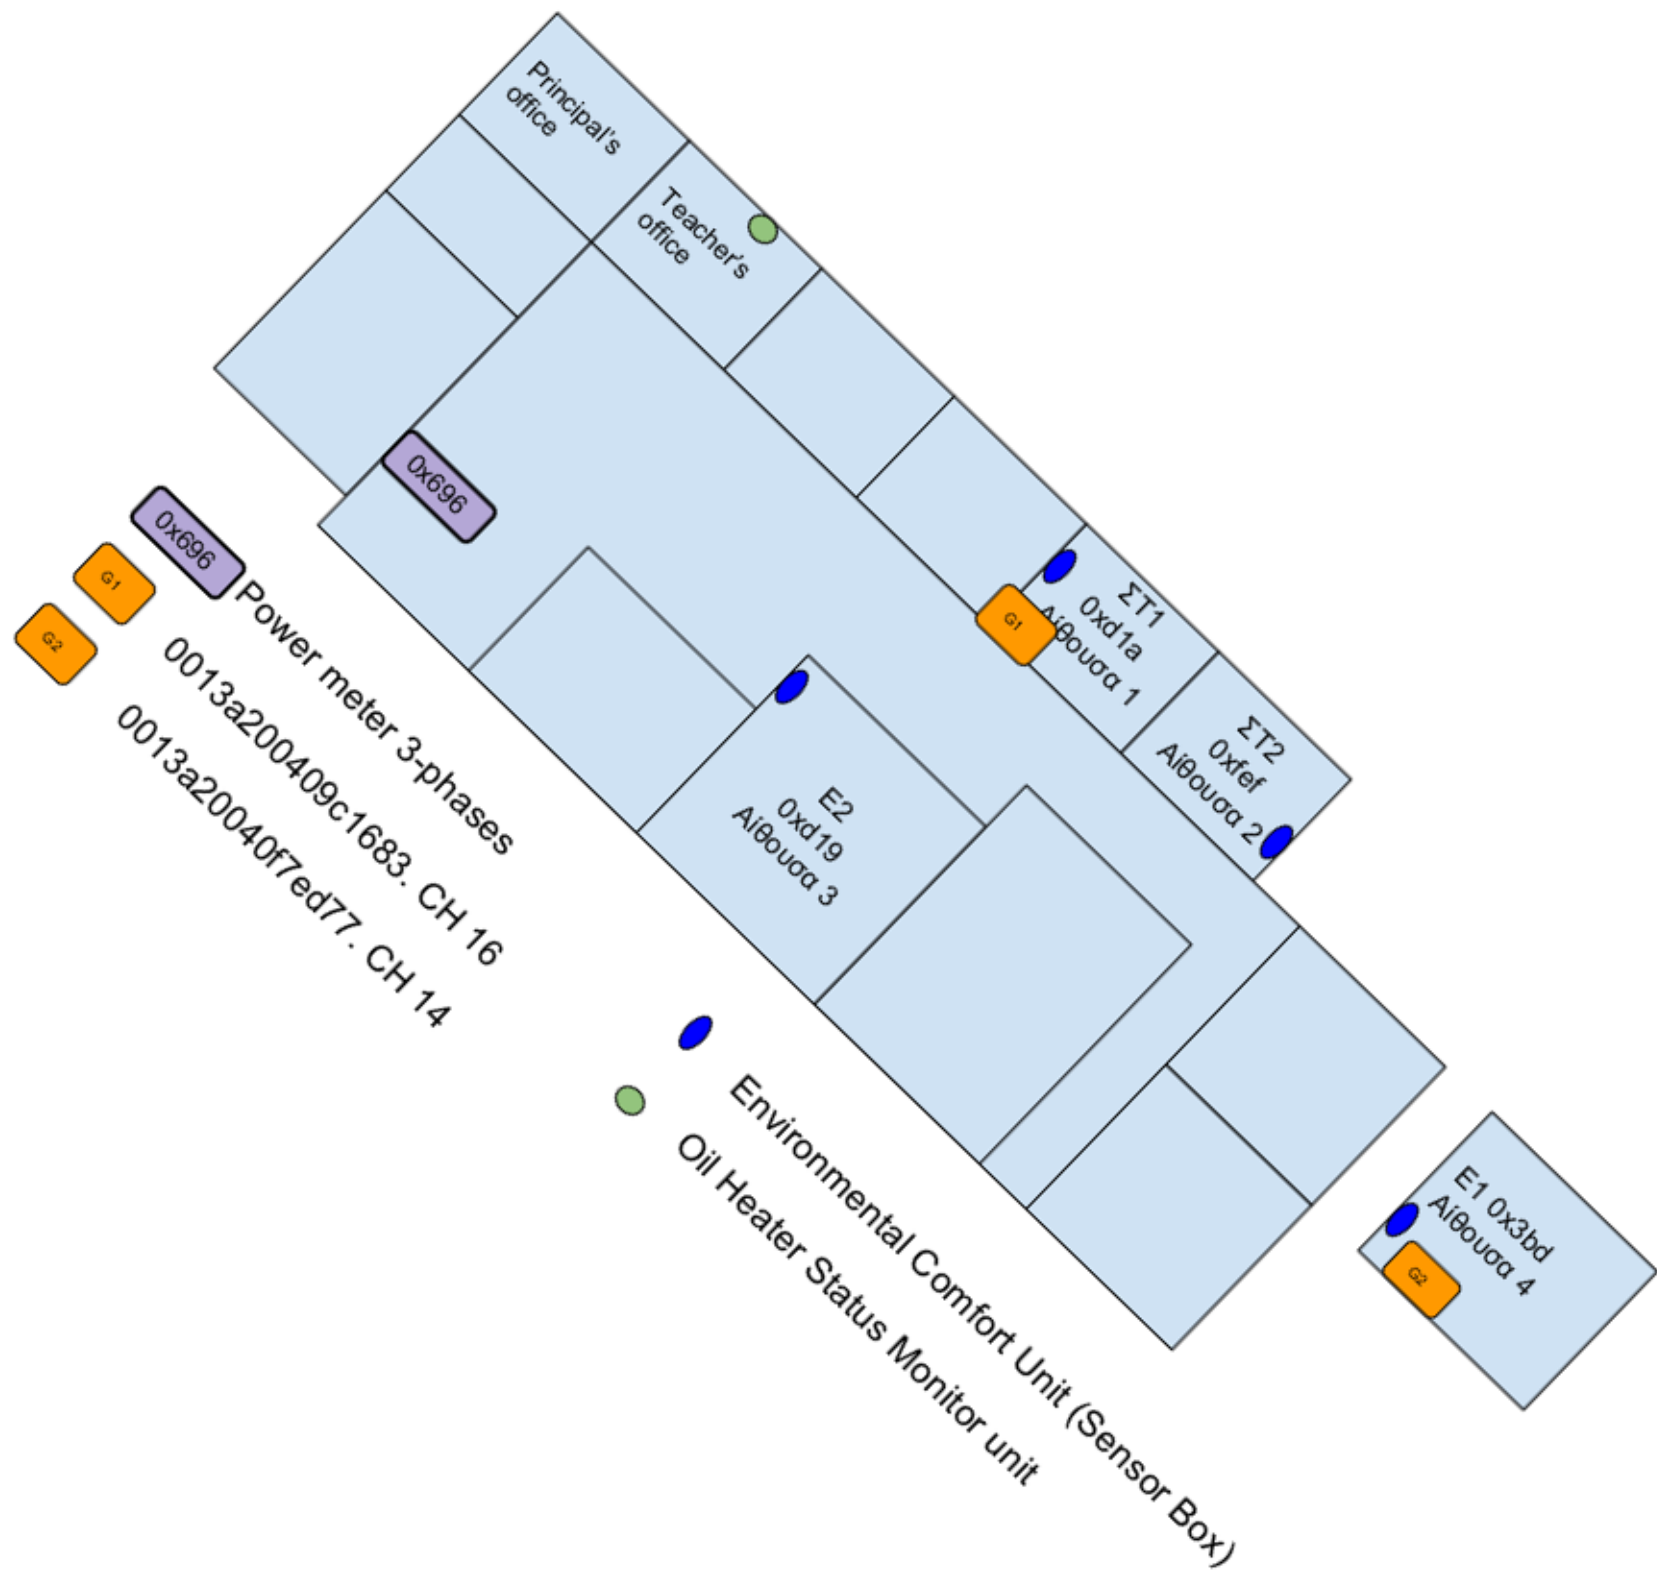 Principal's
office
Teacher's
office
0x696
ΣΤ1
0xd1a
Αίθουσα 1
G1
ΣΤ2
0xfef
Αίθουσα 2
E2
0xd19
Αίθουσα 3
E1 0x3bd
Αίθουσα 4
G2
0x696
Power meter 3-phases
G1
0013a200409c1683. CH 16
G2
0013a20040f7ed77. CH 14
Environmental Comfort Unit (Sensor Box)
Oil Heater Status Monitor unit